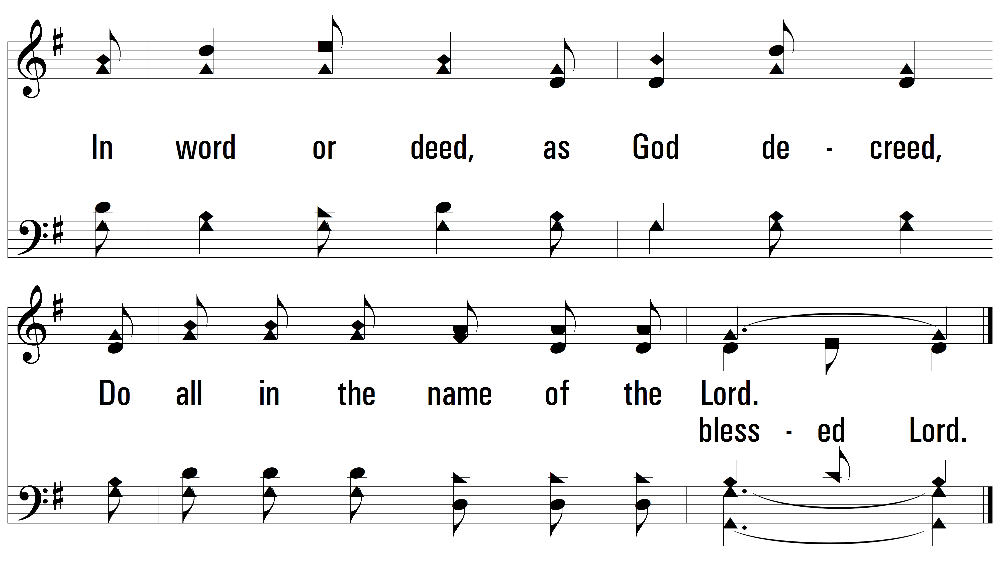 In word or deed, as God de - creed,
Do all in the name of the Lord.
bless - ed Lord.